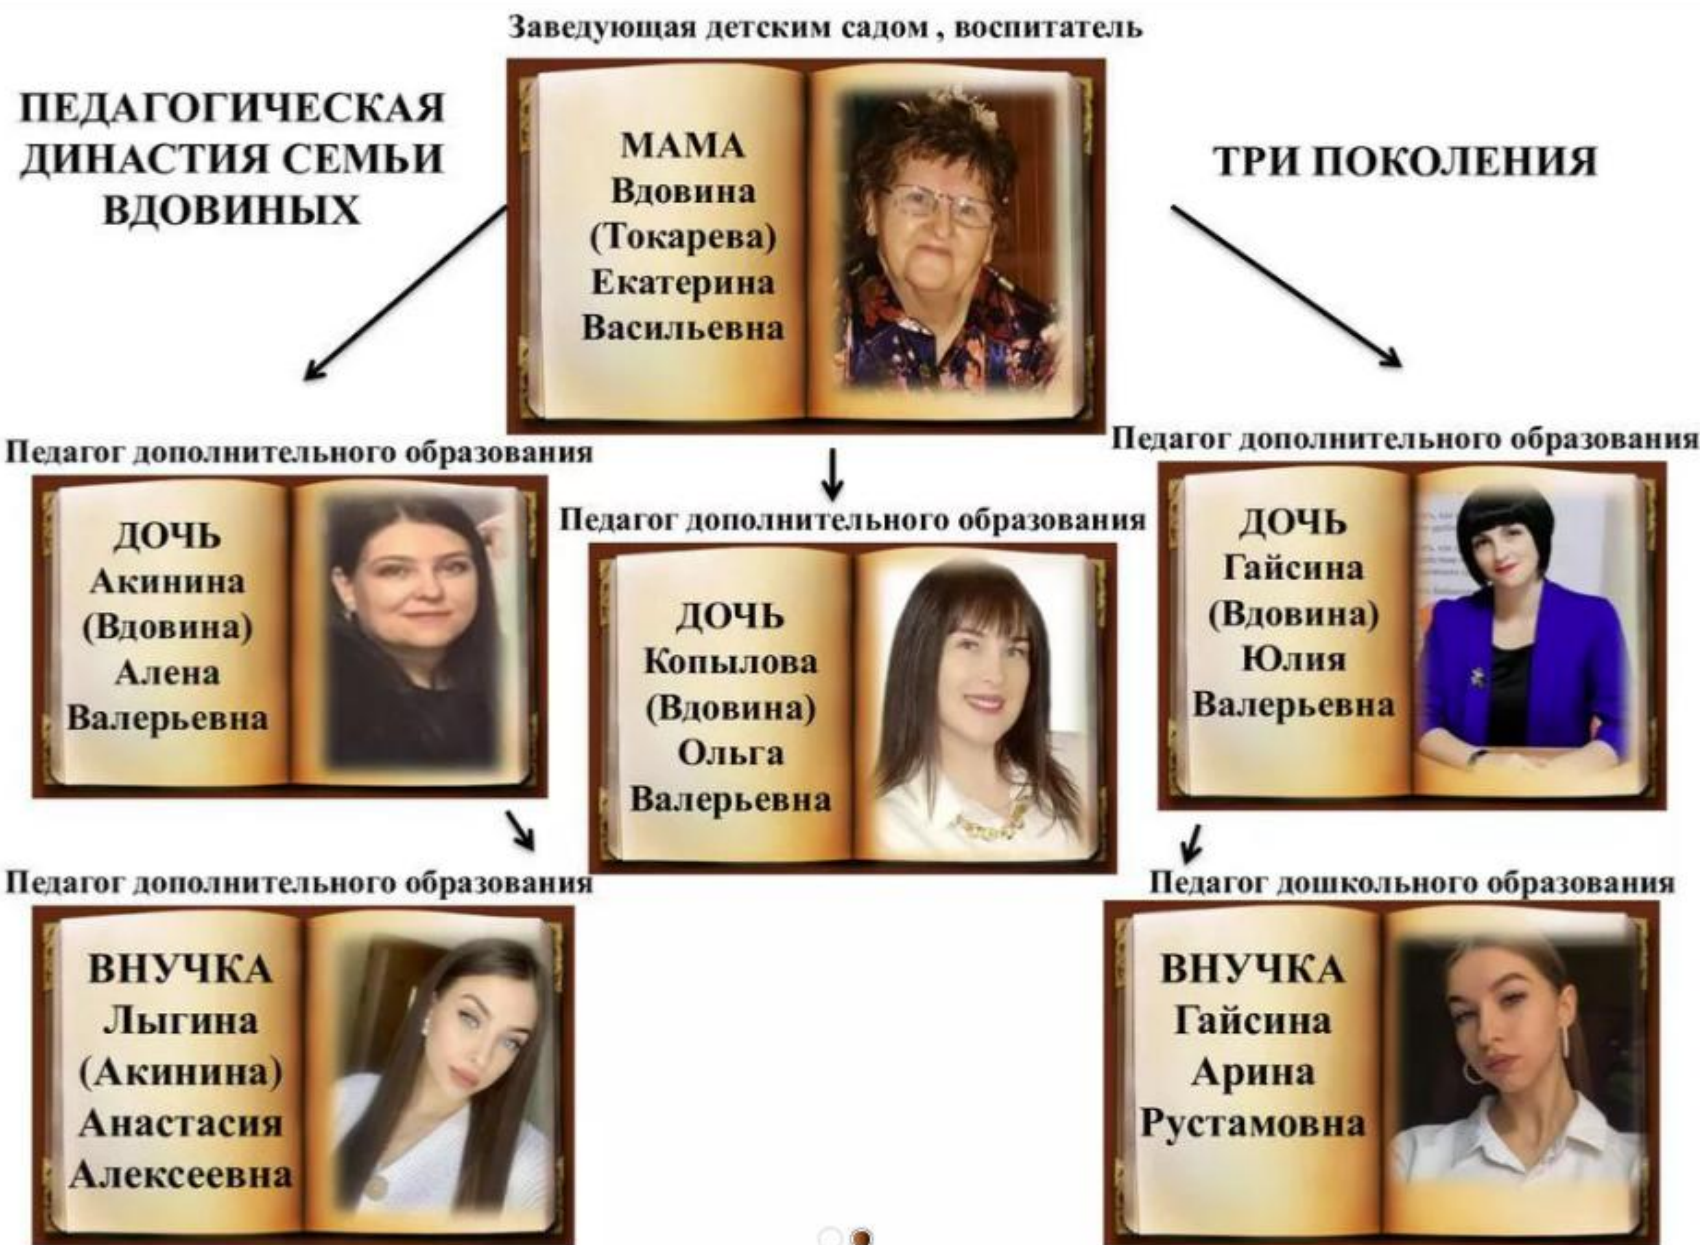 Заведующая детским садом , воспитатель
ПЕДАГОГИЧЕСКАЯ
ДИНАСТИЯ СЕМЬИ
ВДОВИНЫХ
МАМА
Вдовина
(Токарева)
Екатерина
Васильевна
ТРИ ПОКОЛЕНИЯ
Педагог дополнительного образования
ДОЧЬ
Акинина
(Вдовина)
Алена
Валерьевна
Педагог дополнительного образования
ДОЧЬ
Копылова
(Вдовина)
Ольга
Валерьевна
Педагог дополнительного образования
ДОЧЬ
Гайсина
(Вдовина)
Юлия
Валерьевна
Педагог дополнительного образования
ВНУЧКА
Лыгина
(Акинина)
Анастасия
Алексеевна
Педагог дошкольного образования
ВНУЧКА
Гайсина
Арина
Рустамовна